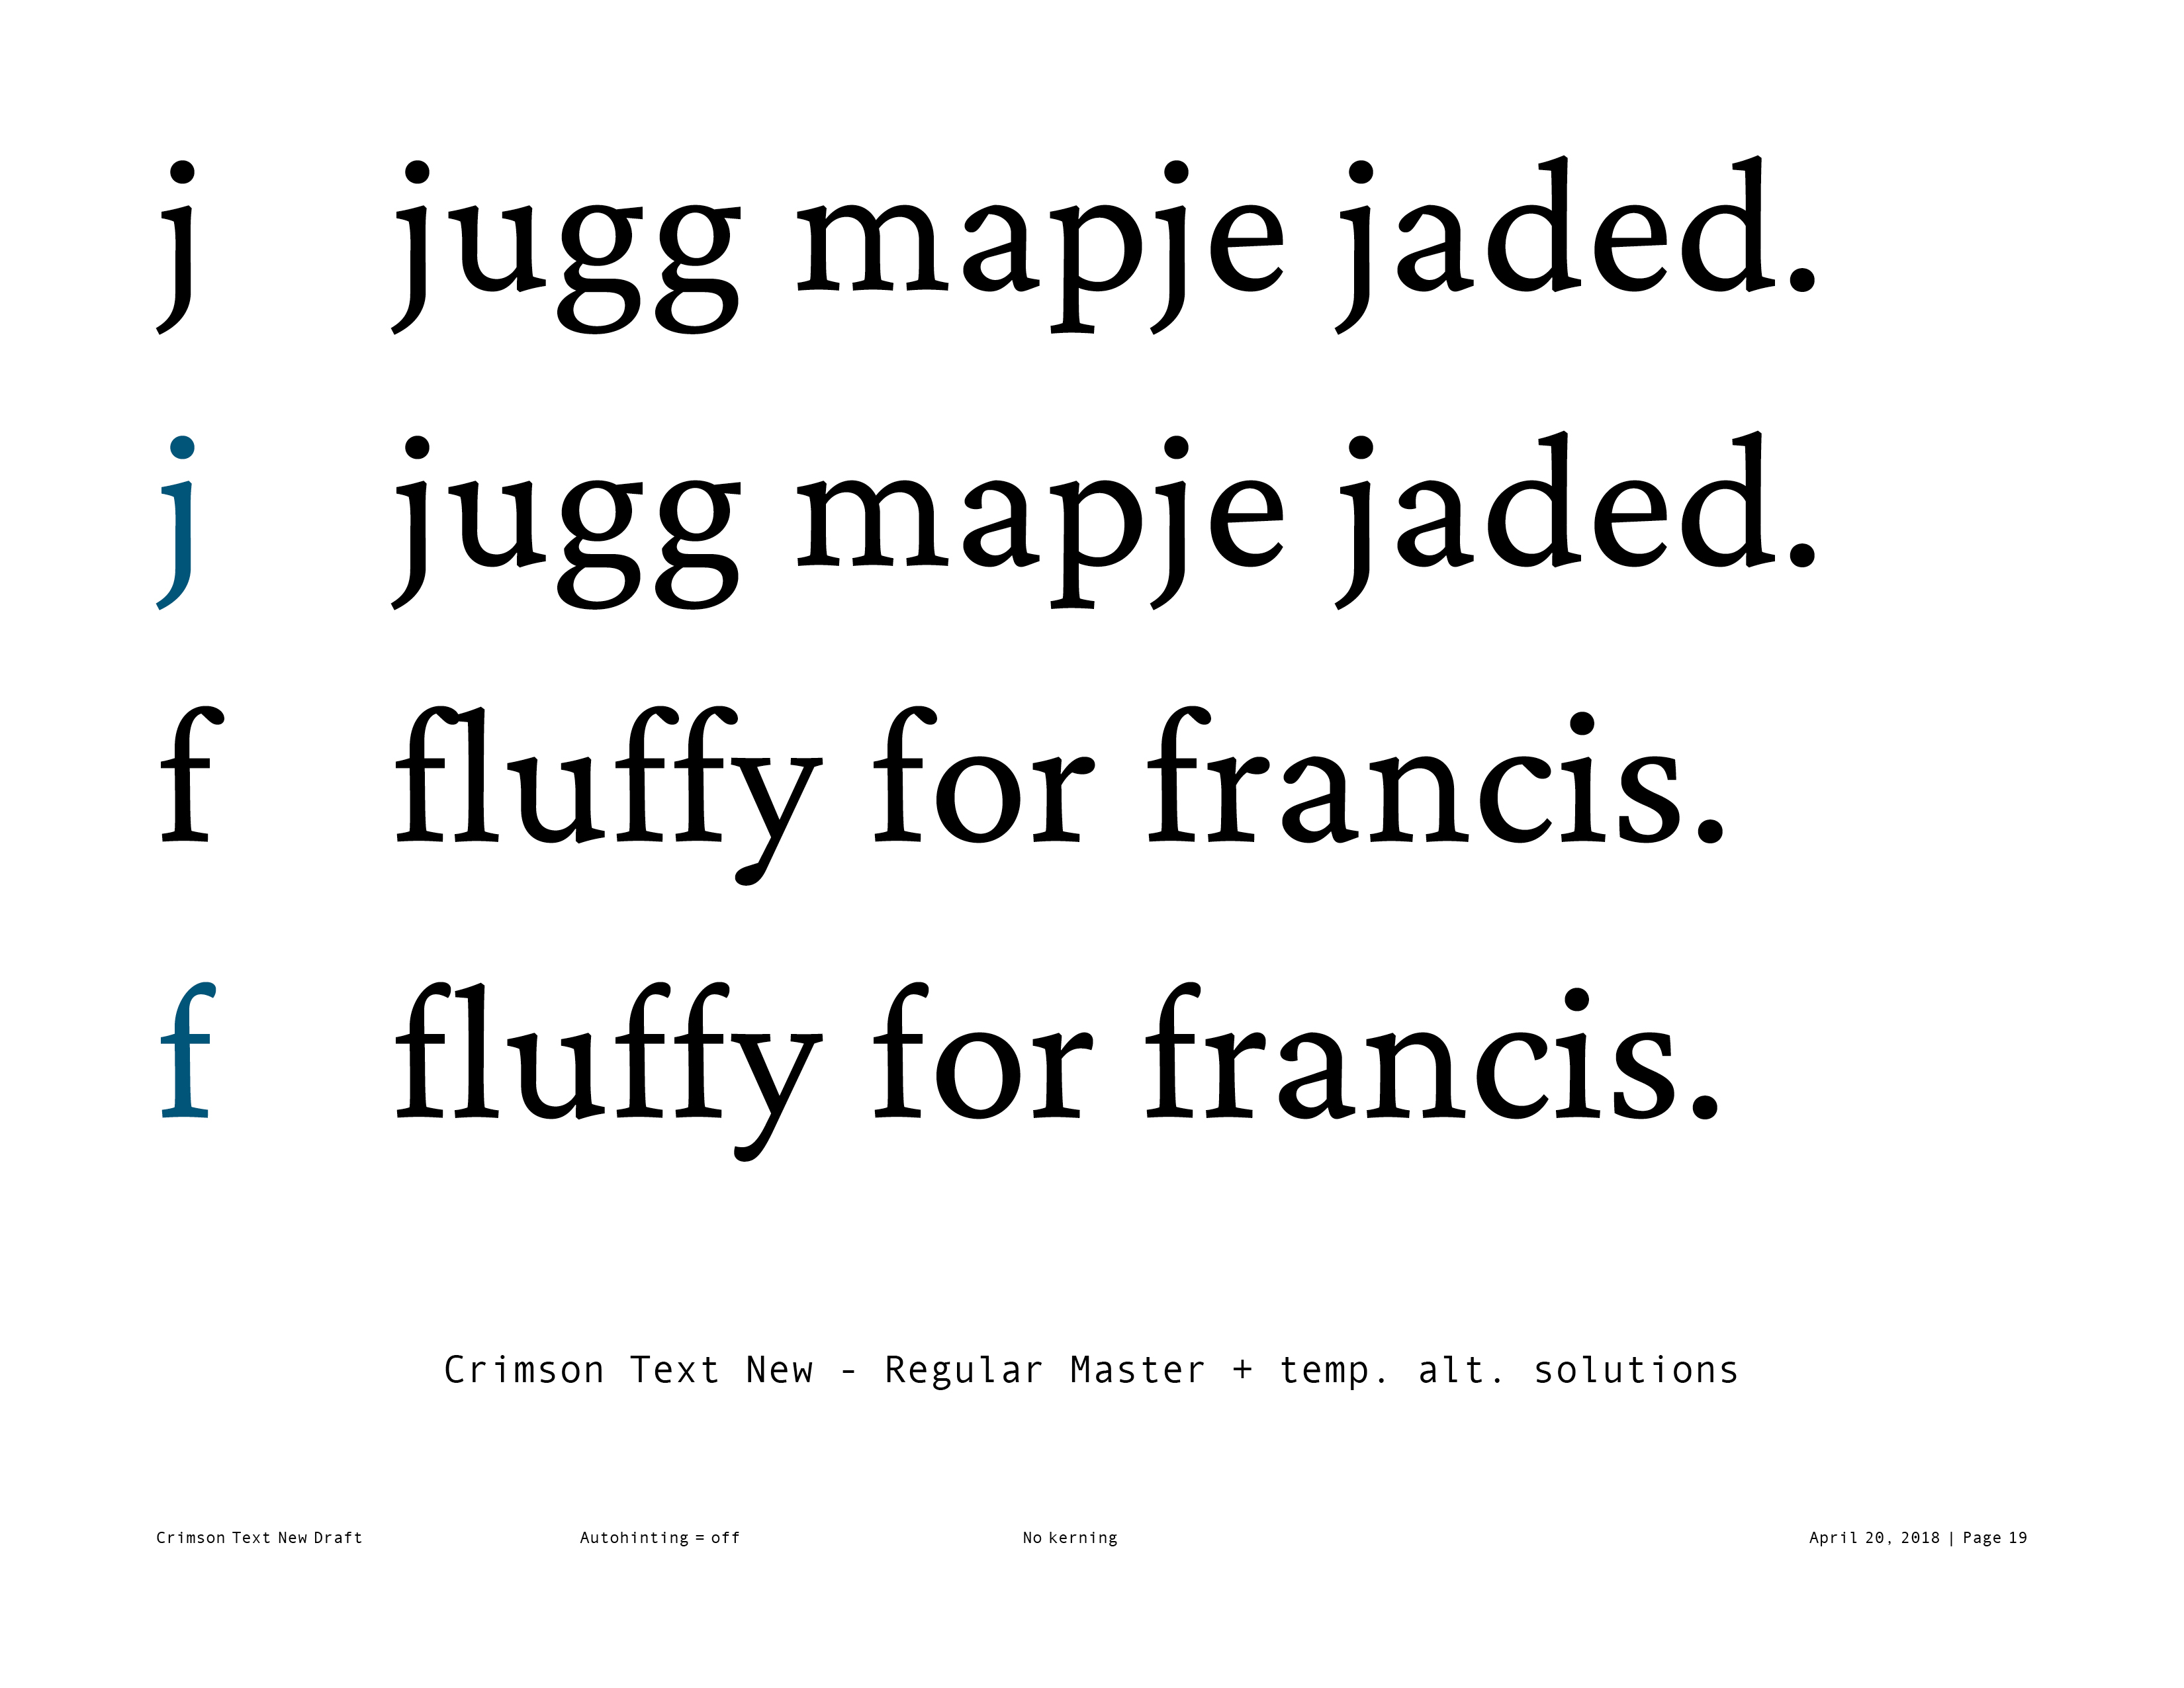 j jugg mapje jaded.
j jugg mapje jaded.
f fluffy for francis.
f fluffy for francis.
Crimson Text New - Regular Master + temp. alt. solutions
Crimson Text New Draft Autohinting = off No kerning April 20, 2018 | Page 19